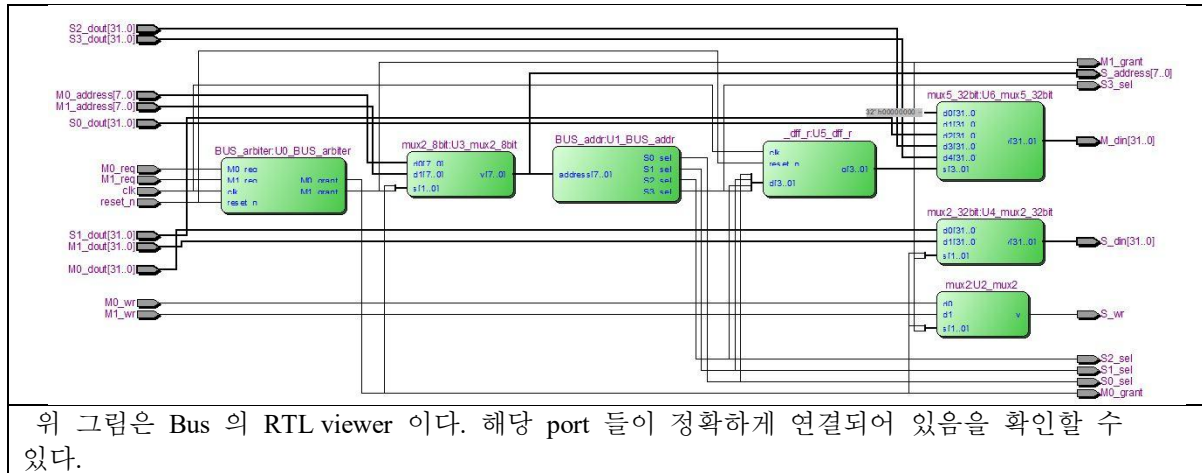 S2_dout[31..0]
S3_dout[31..0]
M1_grant
S_address[7..0]
S3_sel
M0_address[7..0]
M1_address[7..0]
S0_dout[31..0]
mux5_32bit:U6_mux5_32bit
32'h00000000
d0[31..0]
d1[31..0]
d2[31..0]
d3[31..0]
d4[31..0]
s[3..0]
M_din[31..0]
BUS_arbiter:U0_BUS_arbiter
M0_req
M1_req
clk
reset_n
M0_grant
M1_grant
mux2_8bit:U3_mux2_8bit
d0[7..0]
d1[7..0]
s[1..0]
y[7..0]
BUS_addr:U1_BUS_addr
address[7..0]
S0_sel
S1_sel
S2_sel
S3_sel
_dff_r:U5_dff_r
clk
reset_n
d[3..0]
q[3..0]
M0_req
M1_req
clk
reset_n
S1_dout[31..0]
M1_dout[31..0]
M0_dout[31..0]
mux2_32bit:U4_mux2_32bit
d0[31..0]
d1[31..0]
s[1..0]
S_din[31..0]
mux2:U2_mux2
d0
d1
s[1..0]
y
M0_wr
M1_wr
S_wr
S2_sel
S1_sel
S0_sel
M0_grant
위 그림은 Bus 의 RTL viewer 이다. 해당 port 들이 정확하게 연결되어 있음을 확인할 수
있다.